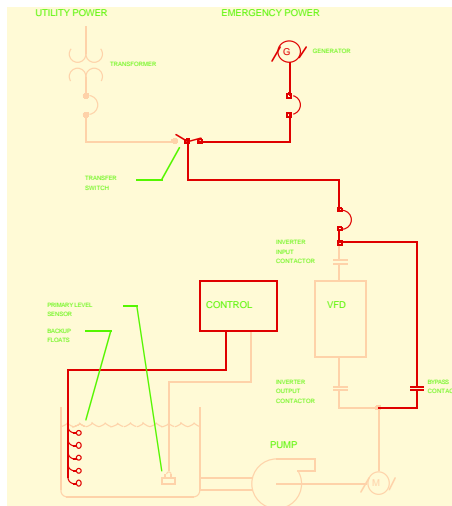 UTILITY POWER
EMERGENCY POWER
G
GENERATOR
TRANSFORMER
TRANSFER
SWITCH
INVERTER
INPUT
CONTACTOR
PRIMARY LEVEL
SENSOR
CONTROL
VFD
BACKUP
FLOATS
INVERTER
OUTPUT
CONTACTOR
BYPASS
CONTAC
PUMP
M